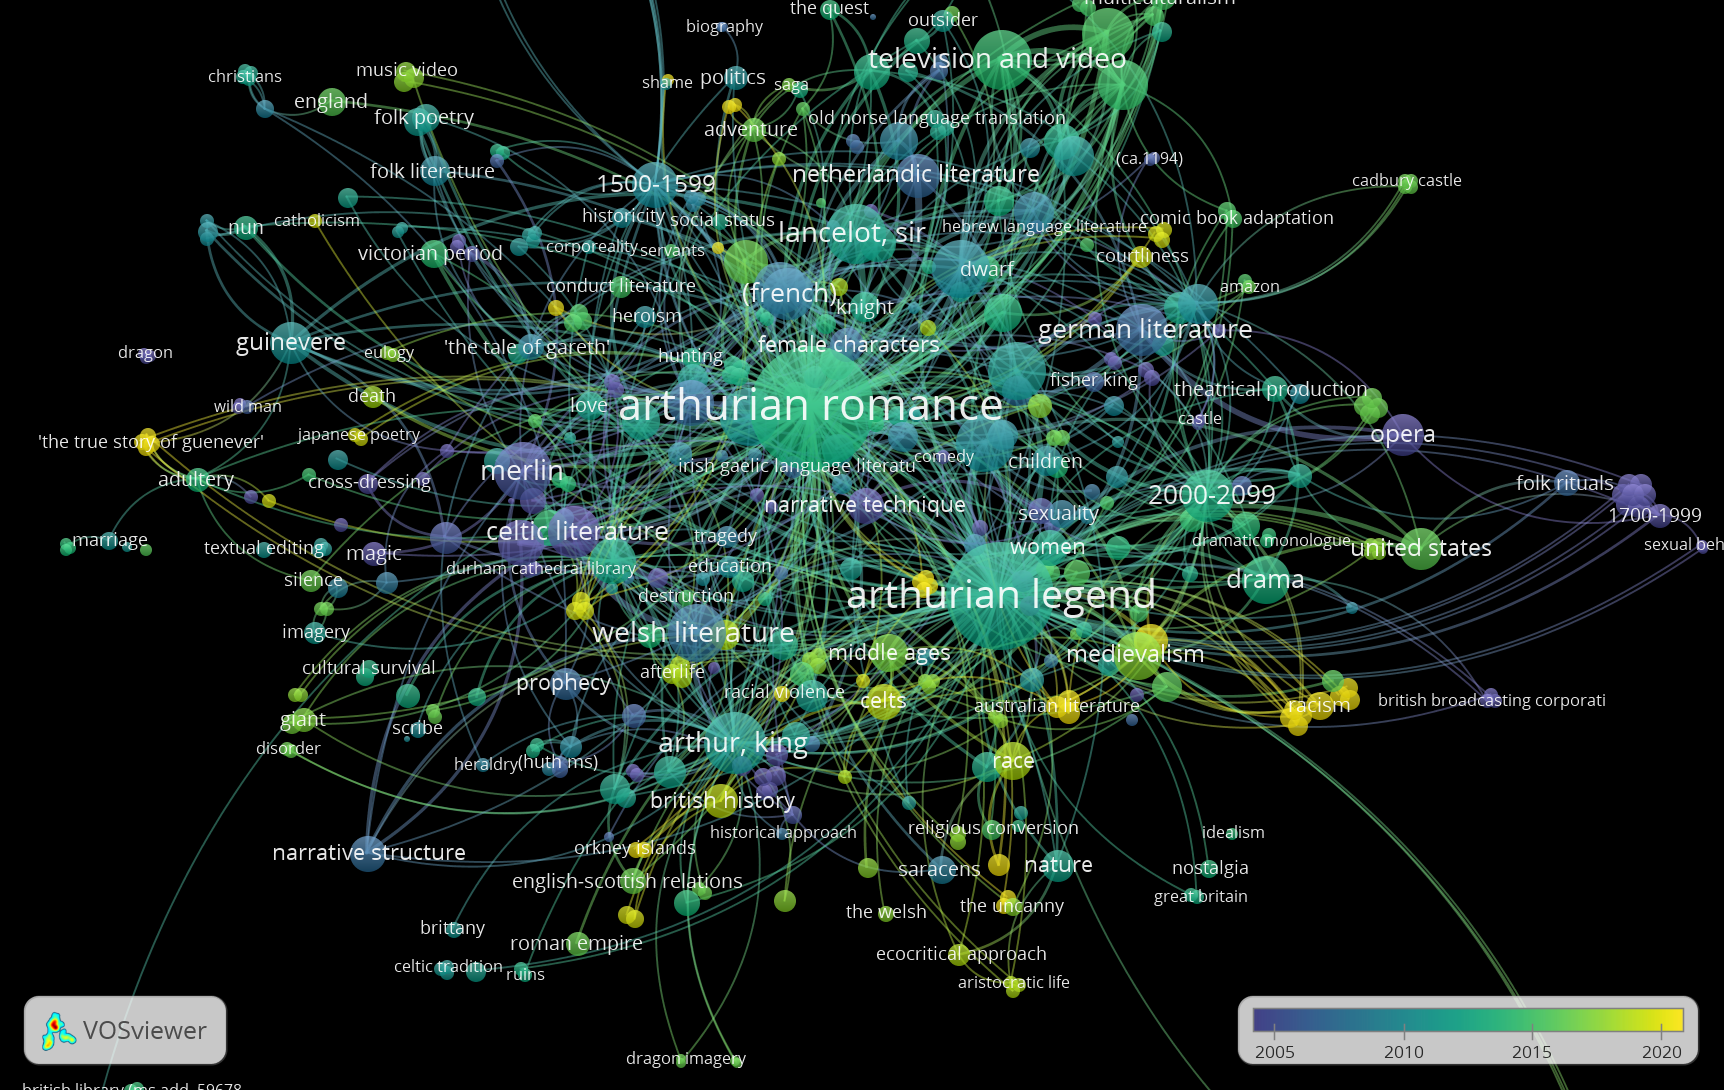 the quest
multiculturalism
outsider
biography
television and video
christians
music video
shame
politics
saga
england
folk poetry
adventure
old norse language translation
(ca.1194)
folk literature
1500-1599
netherlandic literature
cadbury castle
nun
catholicism
historicity
social status
lancelot, sir
hebrew language literature
comic book adaptation
victorian period
corporeality
servants
courtliness
dwarf
conduct literature
(french)
knight
amazon
heroism
german literature
guinevere
dragon
eulogy
'the tale of gareth'
hunting
female characters
fisher king
theatrical production
death
wild man
love
arthurian romance
castle
'the true story of guenever'
japanese poetry
opera
adultery
cross-dressing
merlin
irish gaelic language literatu
comedy
children
2000-2099
folk rituals
narrative technique
sexuality
1700-1999
marriage
textual editing
magic
celtic literature
tragedy
women
dramatic monologue
united states
sexual beh
silence
durham cathedral library
education
drama
destruction
arthurian legend
imagery
welsh literature
middle ages
medievalism
cultural survival
prophecy
afterlife
racial violence
celts
australian literature
racism
british broadcasting corporati
giant
scribe
disorder
heraldry
(huth ms)
arthur, king
race
british history
narrative structure
historical approach
religious conversion
idealism
orkney islands
saracens
nature
nostalgia
english-scottish relations
great britain
the welsh
the uncanny
brittany
roman empire
ecocritical approach
celtic tradition
ruins
aristocratic life
VOSviewer
2005 2010 2015 2020
dragon imagery
british library (ms add. 59678